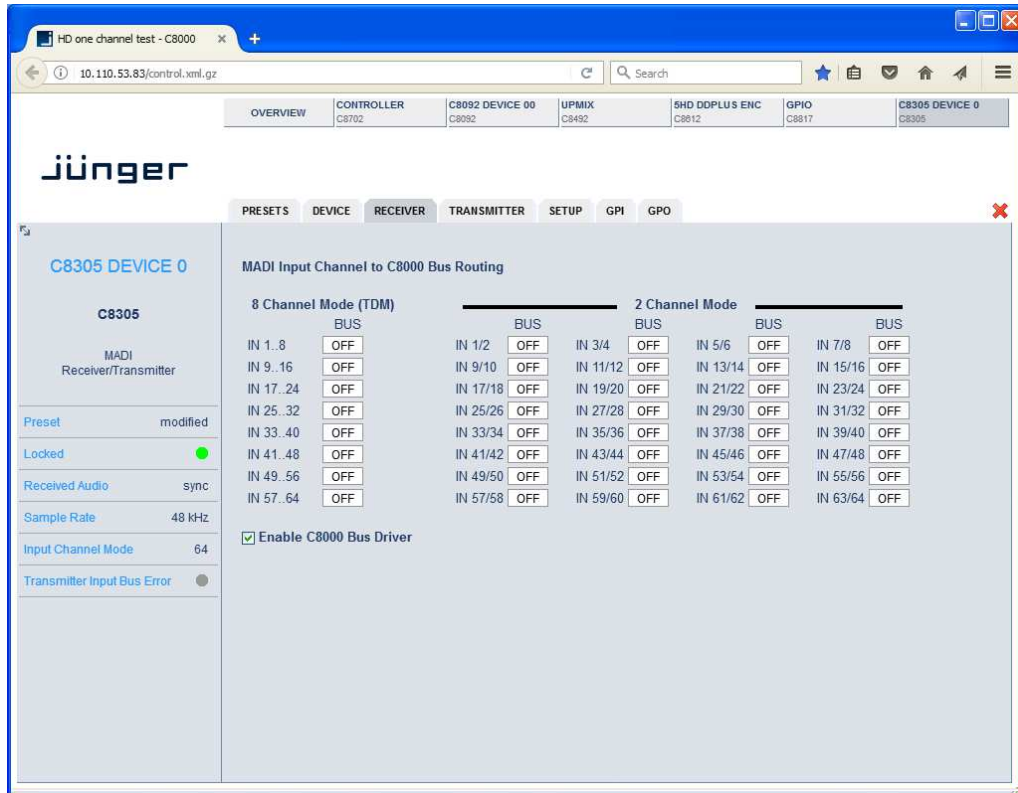 HD one channel test - C8000
10.110.53.83/control.xml.gz
Search
OVERVIEW
CONTROLLER
C8702
C8092 DEVICE 00
C8092
UPMIX
C8492
5HD DDPLUS ENC
C8612
GPIO
C8817
C8305 DEVICE 0
C8305
jünger
PRESETS DEVICE RECEIVER TRANSMITTER SETUP GPI GPO
C8305 DEVICE 0
C8305
MADI
Receiver/Transmitter
Preset modified
Locked
Received Audio sync
Sample Rate 48 kHz
Input Channel Mode 64
Transmitter Input Bus Error
MADI Input Channel to C8000 Bus Routing
8 Channel Mode (TDM) 2 Channel Mode
BUS BUS BUS BUS BUS
IN 1..8 OFF IN 1/2 OFF IN 3/4 OFF IN 5/6 OFF IN 7/8 OFF
IN 9..16 OFF IN 9/10 OFF IN 11/12 OFF IN 13/14 OFF IN 15/16 OFF
IN 17..24 OFF IN 17/18 OFF IN 19/20 OFF IN 21/22 OFF IN 23/24 OFF
IN 25..32 OFF IN 25/26 OFF IN 27/28 OFF IN 29/30 OFF IN 31/32 OFF
IN 33..40 OFF IN 33/34 OFF IN 35/36 OFF IN 37/38 OFF IN 39/40 OFF
IN 41..48 OFF IN 41/42 OFF IN 43/44 OFF IN 45/46 OFF IN 47/48 OFF
IN 49..56 OFF IN 49/50 OFF IN 51/52 OFF IN 53/54 OFF IN 55/56 OFF
IN 57..64 OFF IN 57/58 OFF IN 59/60 OFF IN 61/62 OFF IN 63/64 OFF
Enable C8000 Bus Driver